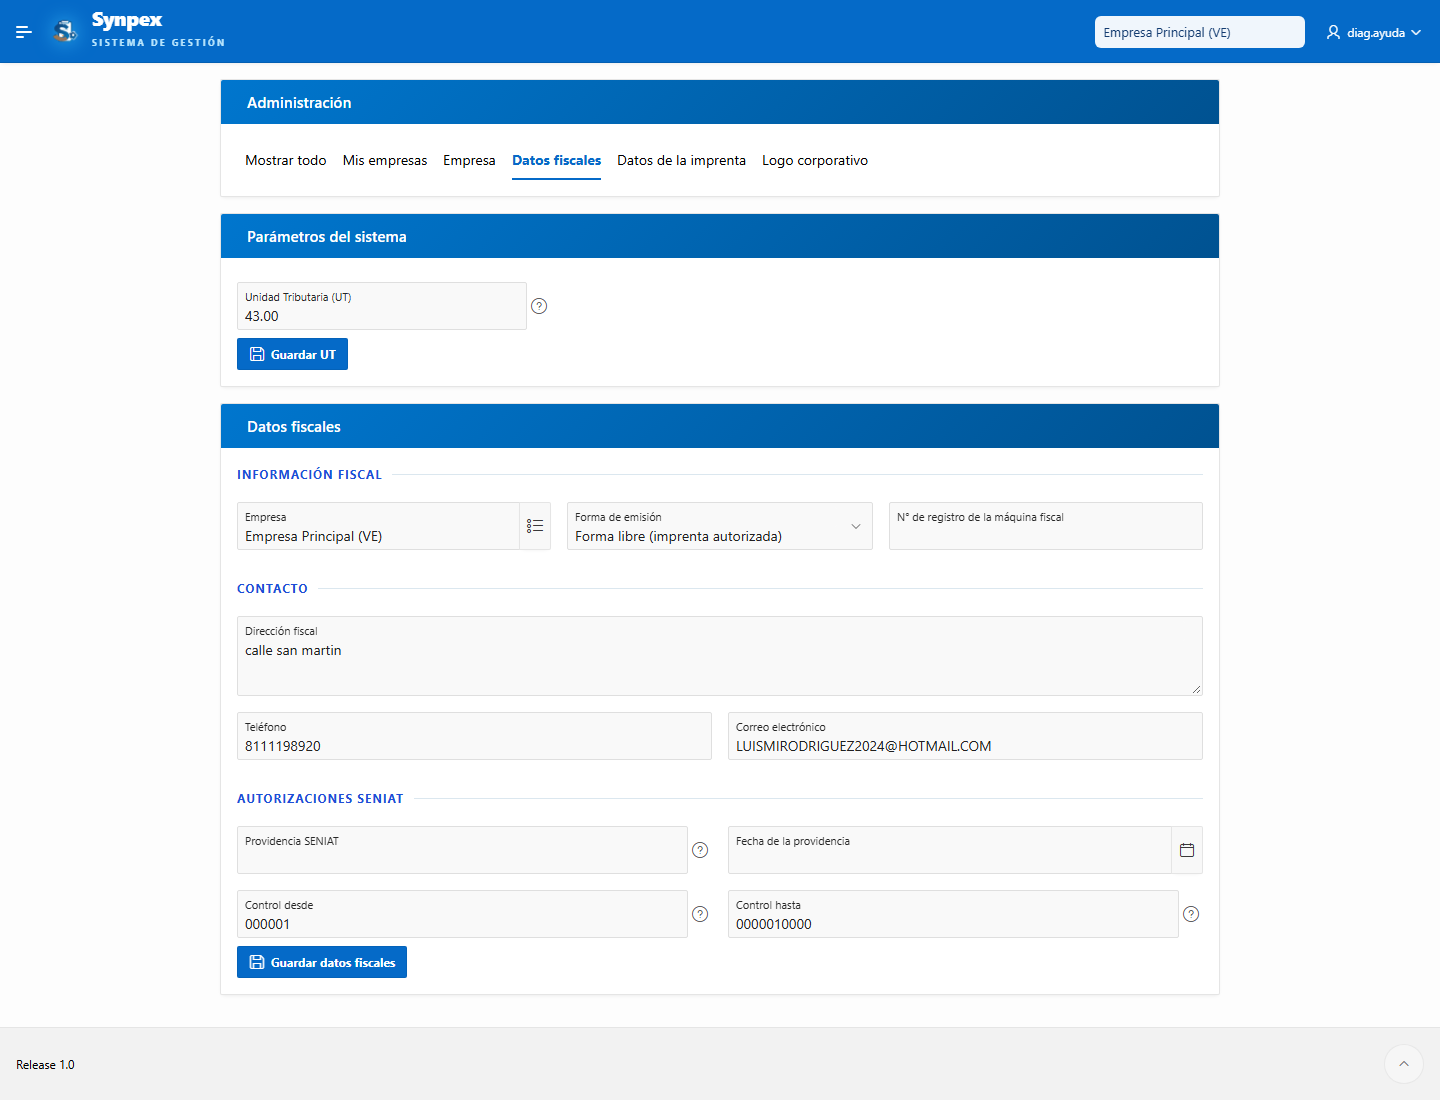 Synpex
SISTEMA DE GESTIÓN
Empresa Principal (VE)
diag.ayuda
Administración
Mostrar todo
Mis empresas
Empresa
Datos fiscales
Datos de la imprenta
Logo corporativo
Parámetros del sistema
Unidad Tributaria (UT)
43.00
Guardar UT
Datos fiscales
INFORMACIÓN FISCAL
Empresa
Empresa Principal (VE)
Forma de emisión
Forma libre (imprenta autorizada)
N° de registro de la máquina fiscal
CONTACTO
Dirección fiscal
calle san martin
Teléfono
8111198920
Correo electrónico
LUISMIRODRIGUEZ2024@HOTMAIL.COM
AUTORIZACIONES SENIAT
Providencia SENIAT
Fecha de la providencia
Control desde
000001
Control hasta
0000010000
Guardar datos fiscales
Release 1.0